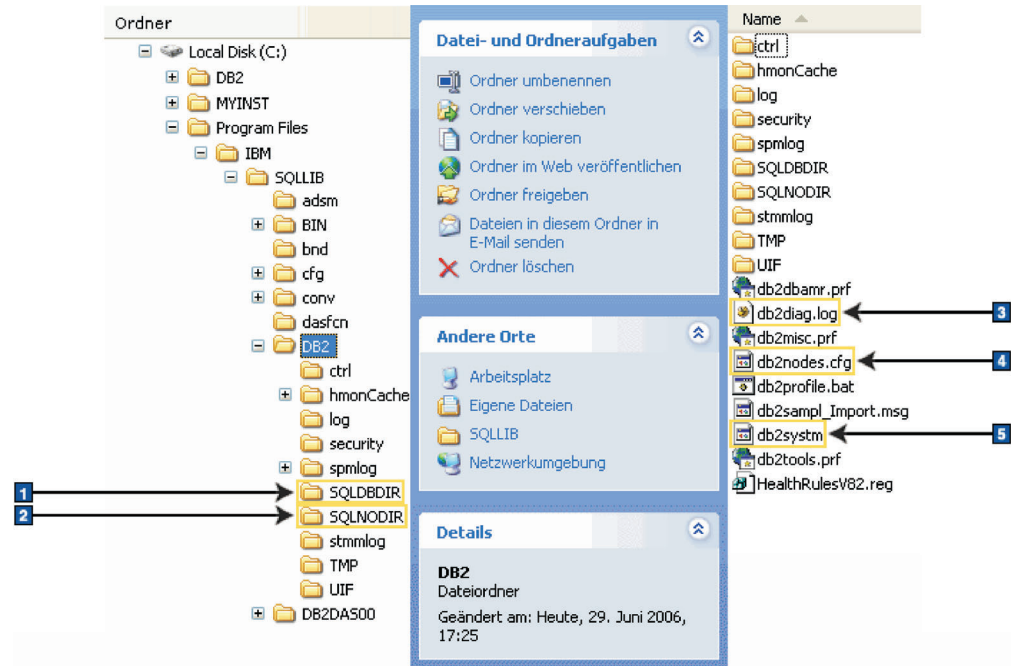 Ordner
Local Disk (C:)
DB2
MYINST
Program Files
IBM
SQLLIB
adsm
BIN
bnd
cfg
conv
dasfcn
DB2
ctrl
hmonCache
log
security
spmlog
1 SQLDBDIR
2 SQLNODIR
stmmlog
TMP
UIF
DB2DAS00
Datei- und Ordneraufgaben
Ordner umbenennen
Ordner verschieben
Ordner kopieren
Ordner im Web veröffentlichen
Ordner freigeben
Dateien in diesem Ordner in
E-Mail senden
Ordner löschen
Andere Orte
Arbeitsplatz
Eigene Dateien
SQLLIB
Netzwerkumgebung
Details
DB2
Dateiordner
Geändert am: Heute, 29. Juni 2006,
17:25
Name
ctrl
hmonCache
log
security
spmlog
SQLDBDIR
SQLNODIR
stmmlog
TMP
UIF
db2dbamr.prf
db2diag.log 3
db2misc.prf
db2nodes.cfg 4
db2profile.bat
db2sampl_Import.msg
db2systm 5
db2tools.prf
HealthRulesV82.reg